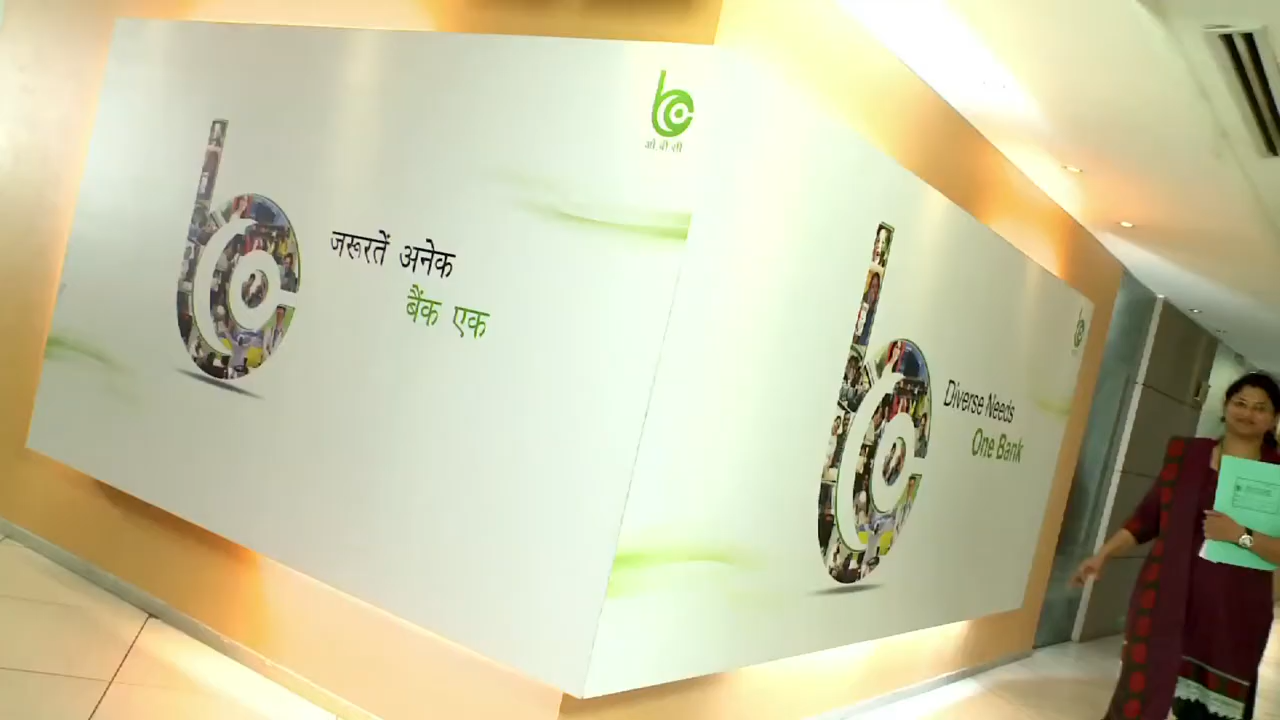 ओ.बी.सी
जरूरतें अनेक
बैंक एक
Diverse Needs
One Bank